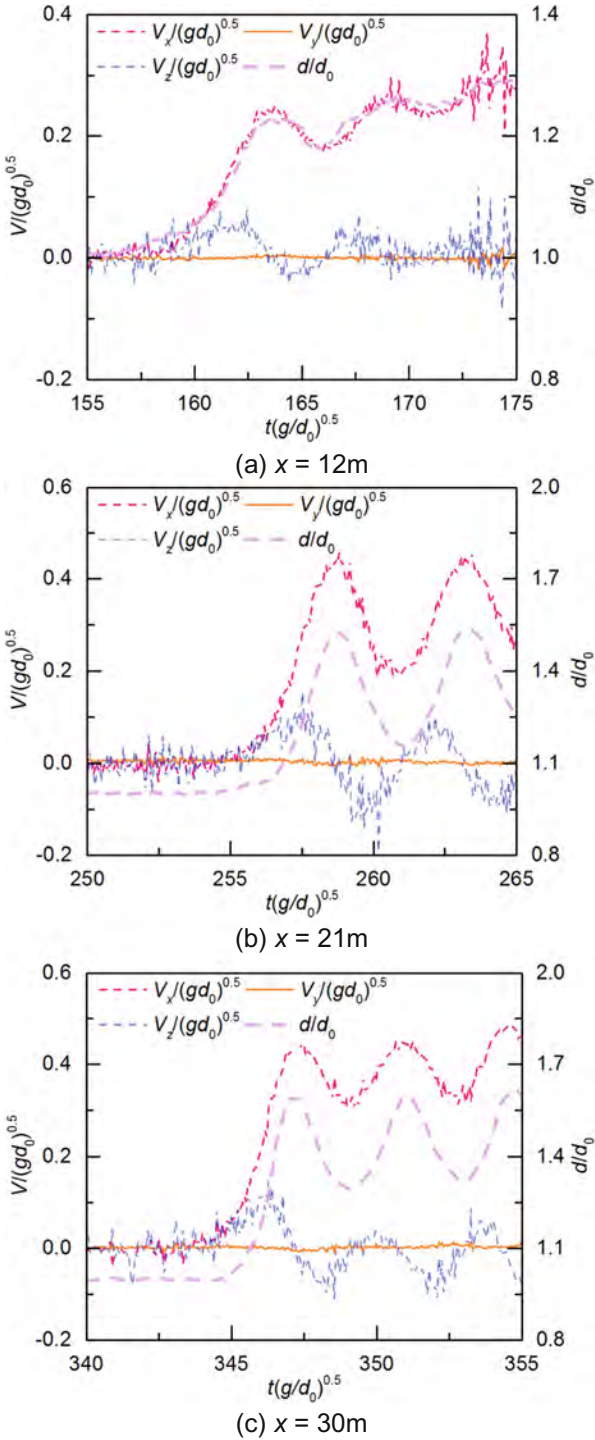 V_x/(gd_0)^0.5 V_y/(gd_0)^0.5
V_z/(gd_0)^0.5 d/d_0
0.4 1.4
0.2 1.2
0.0 1.0
-0.2 0.8
V/(gd_0)^0.5
d/d_0
155 160 165 170 175
t(g/d_0)^0.5
(a) x = 12m
V_x/(gd_0)^0.5 V_y/(gd_0)^0.5
V_z/(gd_0)^0.5 d/d_0
0.6 2.0
0.4 1.7
0.2 1.4
0.0 1.1
-0.2 0.8
V/(gd_0)^0.5
d/d_0
250 255 260 265
t(g/d_0)^0.5
(b) x = 21m
V_x/(gd_0)^0.5 V_y/(gd_0)^0.5
V_z/(gd_0)^0.5 d/d_0
0.6 2.0
0.4 1.7
0.2 1.4
0.0 1.1
-0.2 0.8
V/(gd_0)^0.5
d/d_0
340 345 350 355
t(g/d_0)^0.5
(c) x = 30m